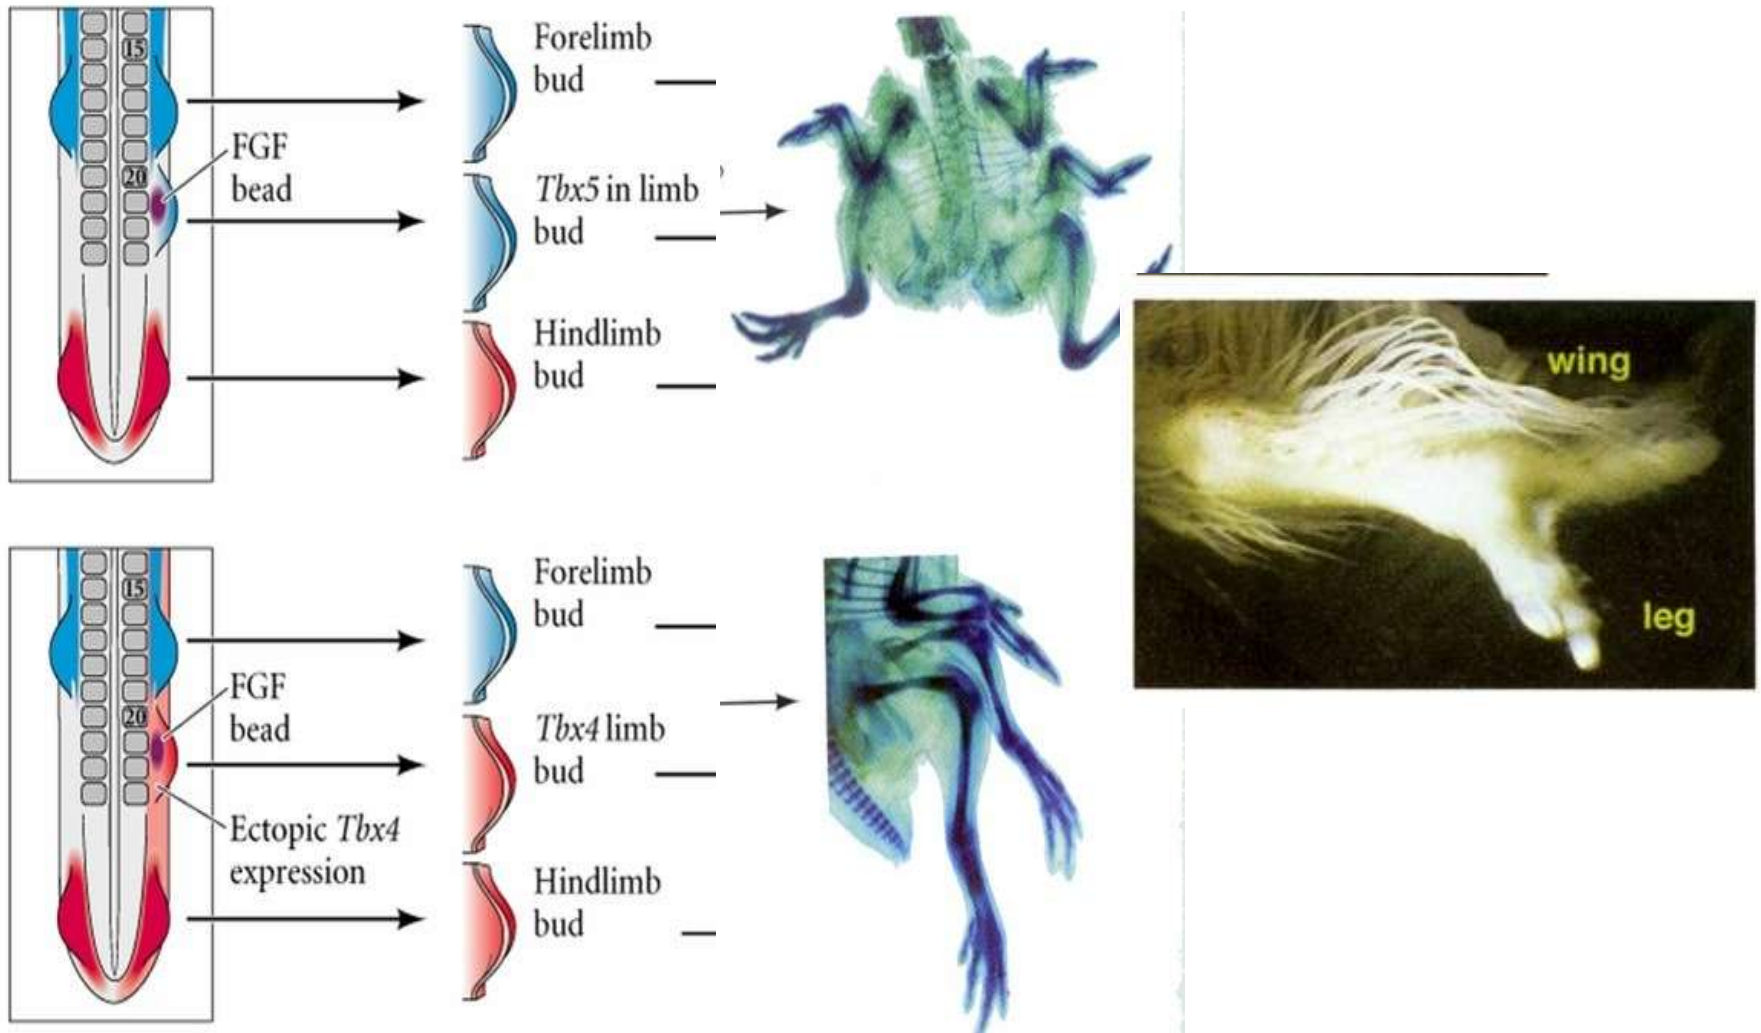 15
Forelimb
bud
FGF
bead
20
Tbx5 in limb
bud
Hindlimb
bud
wing
leg
15
Forelimb
bud
FGF
bead
20
Tbx4 limb
bud
Ectopic Tbx4
expression
Hindlimb
bud